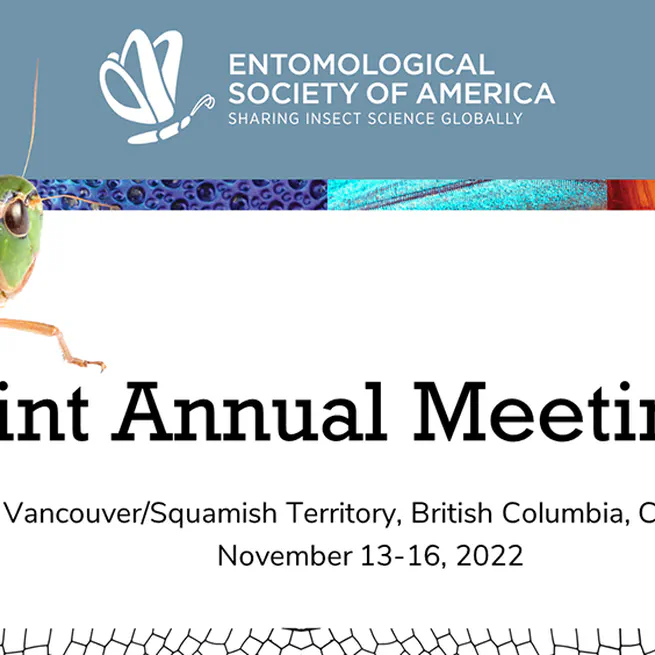 ENTOMOLOGICAL
SOCIETY OF AMERICA
SHARING INSECT SCIENCE GLOBALLY
int Annual Meetin
Vancouver/Squamish Territory, British Columbia, C
November 13-16, 2022